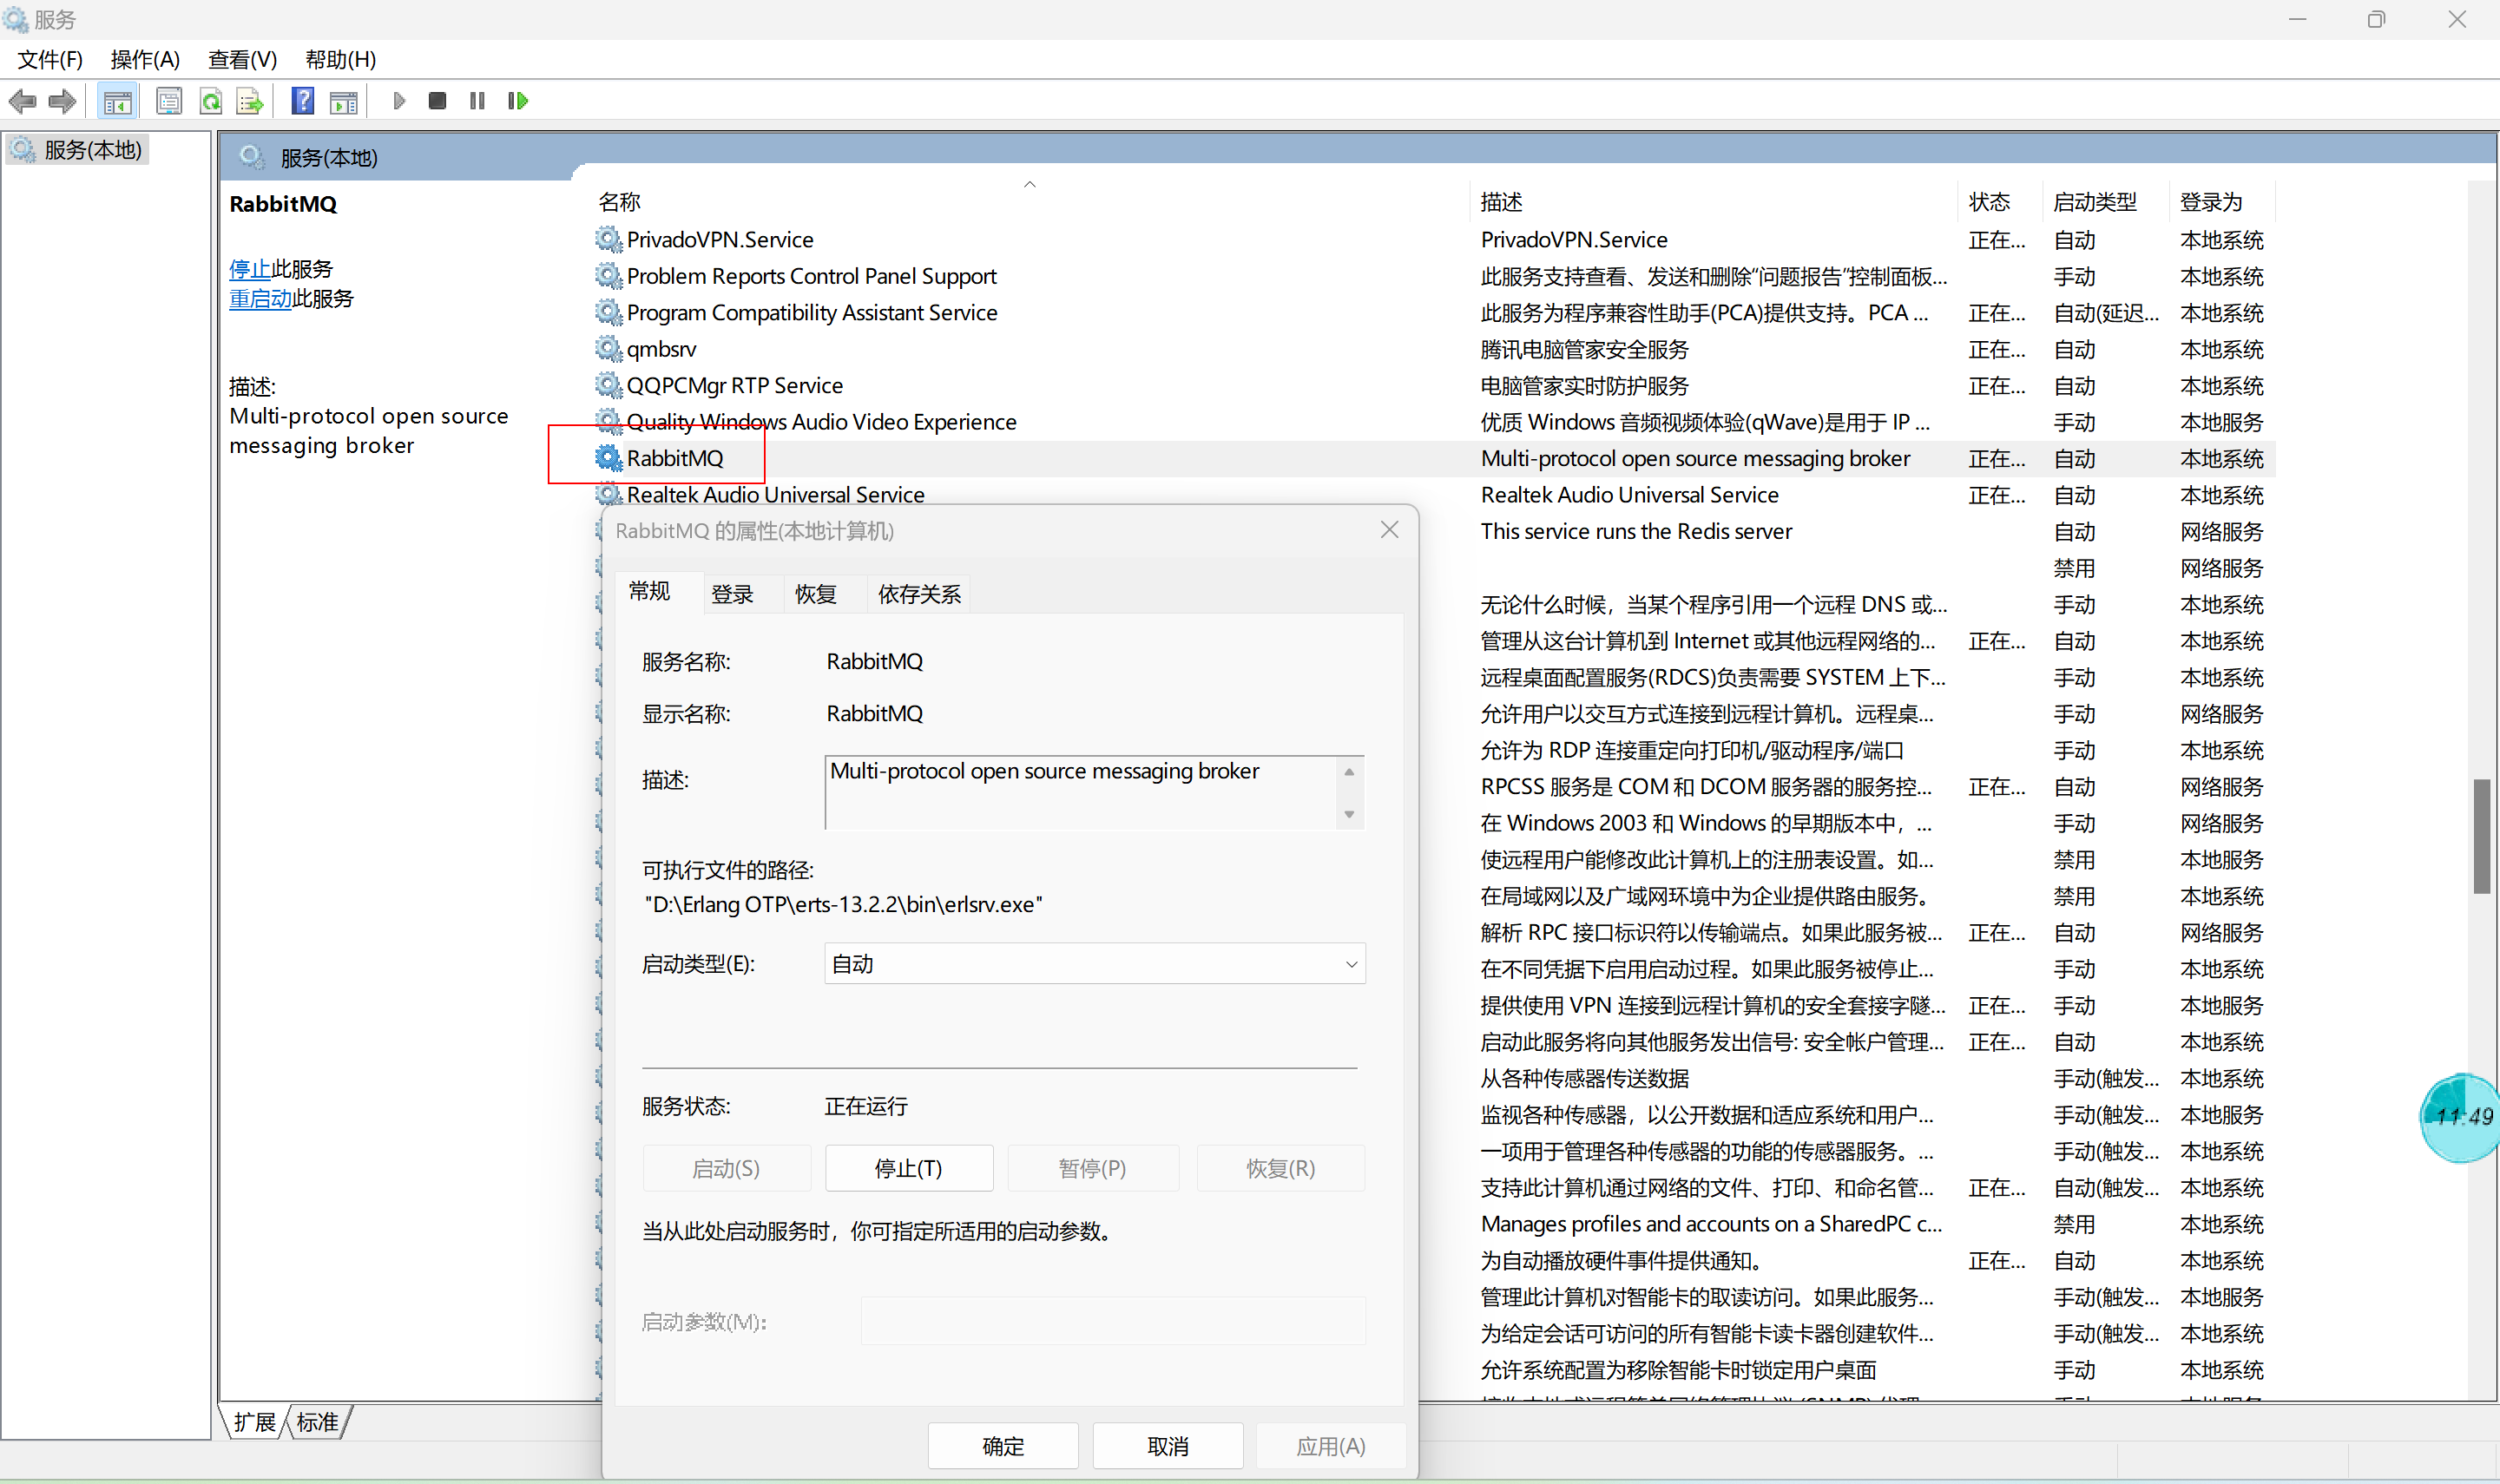 服务
文件(F) 操作(A) 查看(V) 帮助(H)
服务(本地)
服务(本地)
RabbitMQ
停止此服务
重启动此服务
描述:
Multi-protocol open source
messaging broker
名称 描述 状态 启动类型 登录为
PrivadoVPN.Service PrivadoVPN.Service 正在... 自动 本地系统
Problem Reports Control Panel Support 此服务支持查看、发送和删除“问题报告”控制面板... 手动 本地系统
Program Compatibility Assistant Service 此服务为程序兼容性助手(PCA)提供支持。PCA ... 正在... 自动(延迟... 本地系统
qmbsrv 腾讯电脑管家安全服务 正在... 自动 本地系统
QQPCMgr RTP Service 电脑管家实时防护服务 正在... 自动 本地系统
Quality Windows Audio Video Experience 优质 Windows 音频视频体验(qWave)是用于 IP ... 手动 本地服务
RabbitMQ Multi-protocol open source messaging broker 正在... 自动 本地系统
Realtek Audio Universal Service Realtek Audio Universal Service 正在... 自动 本地系统
This service runs the Redis server 自动 网络服务
禁用 网络服务
无论什么时候，当某个程序引用一个远程 DNS 或... 手动 本地系统
管理从这台计算机到 Internet 或其他远程网络的... 正在... 自动 本地系统
远程桌面配置服务(RDCS)负责需要 SYSTEM 上下... 手动 本地系统
允许用户以交互方式连接到远程计算机。远程桌... 手动 网络服务
允许为 RDP 连接重定向打印机/驱动程序/端口 手动 本地系统
RPCSS 服务是 COM 和 DCOM 服务器的服务控... 正在... 自动 网络服务
在 Windows 2003 和 Windows 的早期版本中，... 手动 网络服务
使远程用户能修改此计算机上的注册表设置。如... 禁用 本地服务
在局域网以及广域网环境中为企业提供路由服务。 禁用 本地系统
解析 RPC 接口标识符以传输端点。如果此服务被... 正在... 自动 网络服务
在不同凭据下启用启动过程。如果此服务被停止... 手动 本地系统
提供使用 VPN 连接到远程计算机的安全套接字隧... 正在... 手动 本地服务
启动此服务将向其他服务发出信号: 安全帐户管理... 正在... 自动 本地系统
从各种传感器传送数据 手动(触发... 本地系统
监视各种传感器，以公开数据和适应系统和用户... 手动(触发... 本地服务
一项用于管理各种传感器的功能的传感器服务。... 手动(触发... 本地系统
支持此计算机通过网络的文件、打印、和命名管... 正在... 自动(触发... 本地系统
Manages profiles and accounts on a SharedPC c... 禁用 本地系统
为自动播放硬件事件提供通知。 正在... 自动 本地系统
管理此计算机对智能卡的取读访问。如果此服务... 手动(触发... 本地服务
为给定会话可访问的所有智能卡读卡器创建软件... 手动(触发... 本地系统
允许系统配置为移除智能卡时锁定用户桌面 手动 本地系统
RabbitMQ 的属性(本地计算机)
常规 登录 恢复 依存关系
服务名称: RabbitMQ
显示名称: RabbitMQ
描述: Multi-protocol open source messaging broker
可执行文件的路径:
"D:\Erlang OTP\erts-13.2.2\bin\erlsrv.exe"
启动类型(E): 自动
服务状态: 正在运行
启动(S) 停止(T) 暂停(P) 恢复(R)
当从此处启动服务时，你可指定所适用的启动参数。
启动参数(M):
确定 取消 应用(A)
扩展 标准
11:49